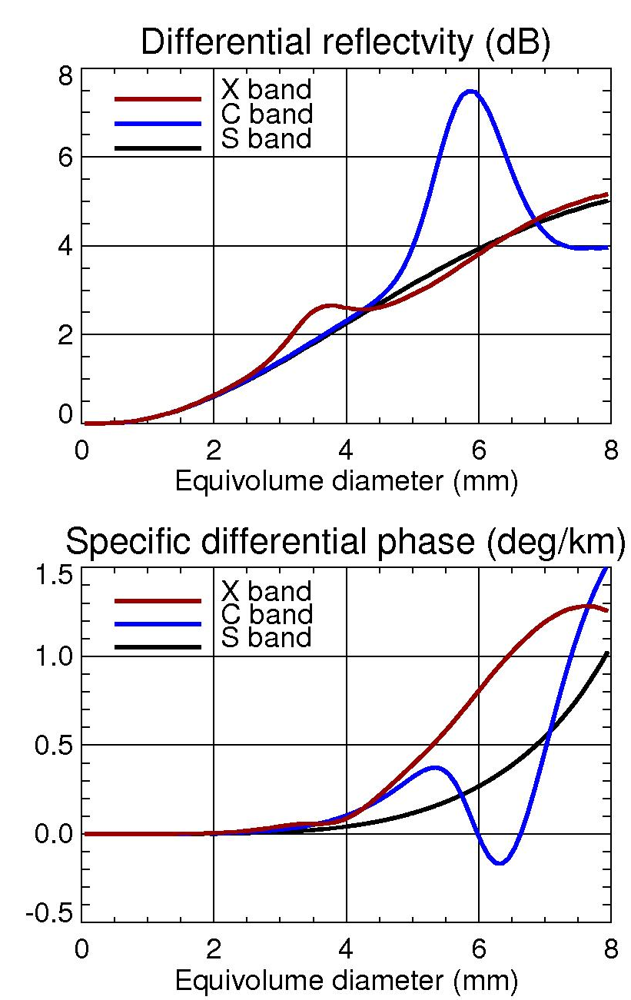 Differential reflectvity (dB)
8
X band
C band
S band
6
4
2
0
0 2 4 6 8
Equivolume diameter (mm)
Specific differential phase (deg/km)
1.5
X band
C band
S band
1.0
0.5
0.0
-0.5
0 2 4 6 8
Equivolume diameter (mm)